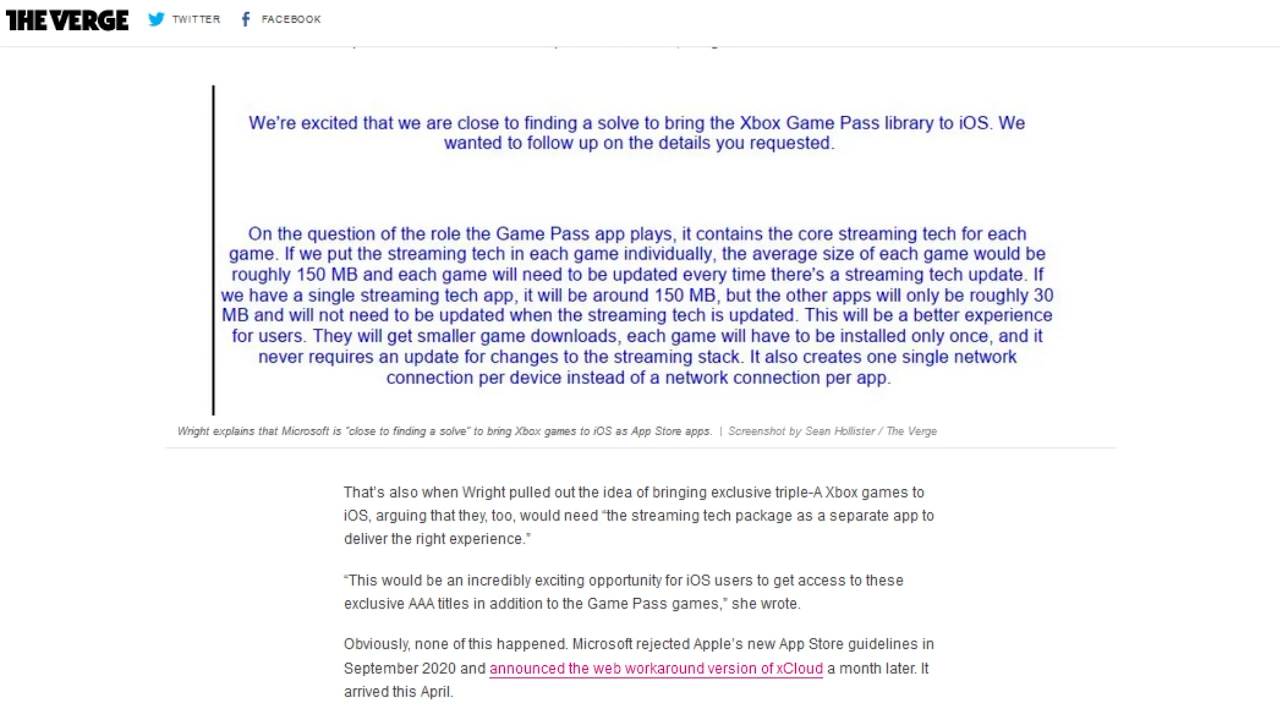 THE VERGE TWITTER FACEBOOK
We're excited that we are close to finding a solve to bring the Xbox Game Pass library to iOS. We
wanted to follow up on the details you requested.
On the question of the role the Game Pass app plays, it contains the core streaming tech for each
game. If we put the streaming tech in each game individually, the average size of each game would be
roughly 150 MB and each game will need to be updated every time there's a streaming tech update. If
we have a single streaming tech app, it will be around 150 MB, but the other apps will only be roughly 30
MB and will not need to be updated when the streaming tech is updated. This will be a better experience
for users. They will get smaller game downloads, each game will have to be installed only once, and it
never requires an update for changes to the streaming stack. It also creates one single network
connection per device instead of a network connection per app.
Wright explains that Microsoft is "close to finding a solve" to bring Xbox games to iOS as App Store apps. | Screenshot by Sean Hollister / The Verge
That's also when Wright pulled out the idea of bringing exclusive triple-A Xbox games to
iOS, arguing that they, too, would need “the streaming tech package as a separate app to
deliver the right experience.”
“This would be an incredibly exciting opportunity for iOS users to get access to these
exclusive AAA titles in addition to the Game Pass games,” she wrote.
Obviously, none of this happened. Microsoft rejected Apple’s new App Store guidelines in
September 2020 and announced the web workaround version of xCloud a month later. It
arrived this April.